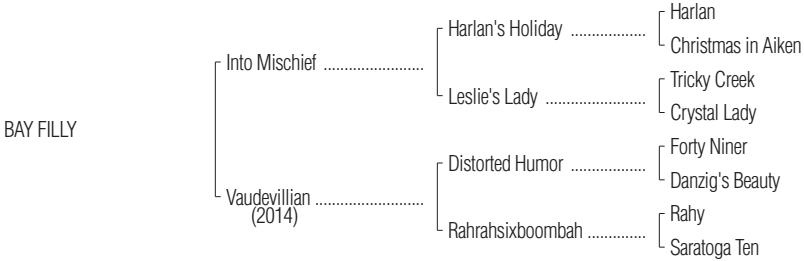 BAY FILLY
Into Mischief ........................
Vaudevillian ..........................
(2014)
Harlan's Holiday ..................
Leslie's Lady ........................
Distorted Humor ..................
Rahrahsixboombah ..............
Harlan
Christmas in Aiken
Tricky Creek
Crystal Lady
Forty Niner
Danzig's Beauty
Rahy
Saratoga Ten